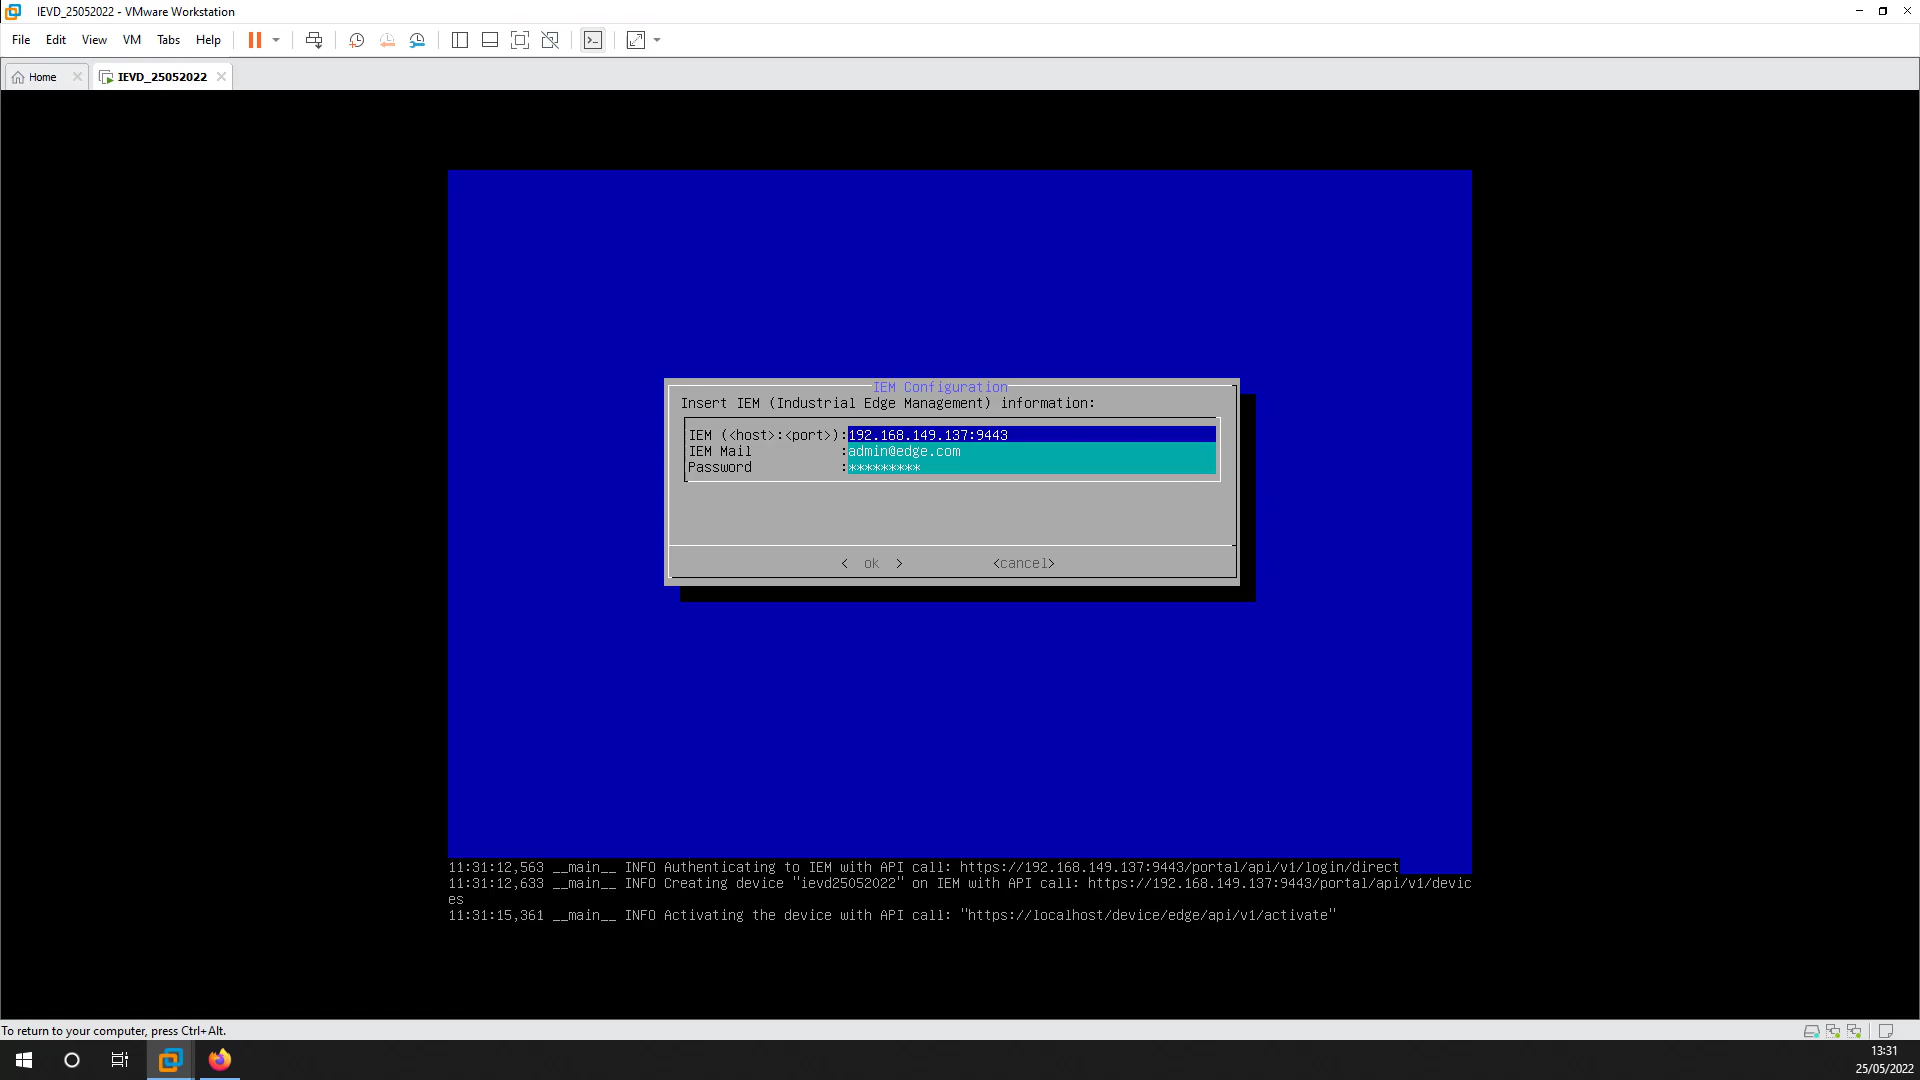 IEVD_25052022 - VMware Workstation
File Edit View VM Tabs Help
Home IEVD_25052022
IEM Configuration
Insert IEM (Industrial Edge Management) information:
IEM (<host>:<port>):192.168.149.137:9443
IEM Mail :admin@edge.com
Password :*********
< ok > <cancel>
11:31:12,563 __main__ INFO Authenticating to IEM with API call: https://192.168.149.137:9443/portal/api/v1/login/direct
11:31:12,633 __main__ INFO Creating device "ievd25052022" on IEM with API call: https://192.168.149.137:9443/portal/api/v1/devic
es
11:31:15,361 __main__ INFO Activating the device with API call: "https://localhost/device/edge/api/v1/activate"
To return to your computer, press Ctrl+Alt.
13:31
25/05/2022